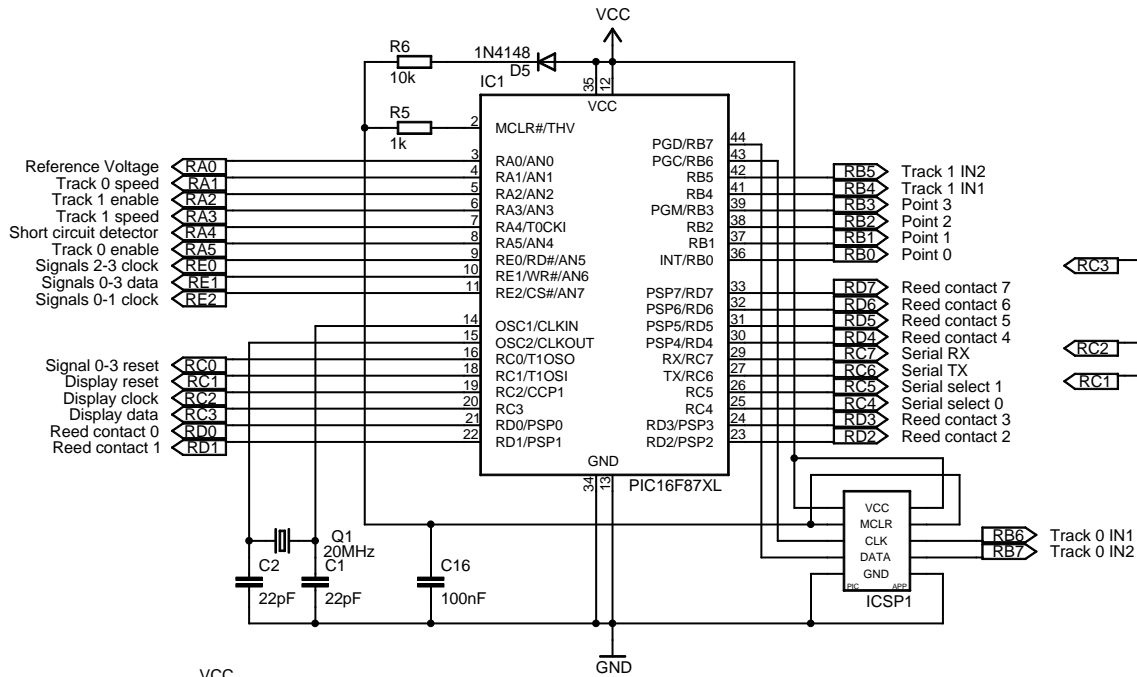 VCC
R6
10k
1N4148
D5
IC1
35
12
VCC
R5
1k
2 MCLR#/THV
Reference Voltage RA0 3 RA0/AN0
Track 0 speed RA1 4 RA1/AN1
Track 1 enable RA2 5 RA2/AN2
Track 1 speed RA3 6 RA3/AN3
Short circuit detector RA4 7 RA4/T0CKI
Track 0 enable RA5 8 RA5/AN4
Signals 2-3 clock RE0 9 RE0/RD#/AN5
Signals 0-3 data RE1 10 RE1/WR#/AN6
Signals 0-1 clock RE2 11 RE2/CS#/AN7
14 OSC1/CLKIN
15 OSC2/CLKOUT
Signal 0-3 reset RC0 16 RC0/T1OSO
Display reset RC1 18 RC1/T1OSI
Display clock RC2 19 RC2/CCP1
Display data RC3 20 RC3
Reed contact 0 RD0 21 RD0/PSP0
Reed contact 1 RD1 22 RD1/PSP1
PGD/RB7 44
PGC/RB6 43
RB5 42 RB5 Track 1 IN2
RB4 41 RB4 Track 1 IN1
PGM/RB3 39 RB3 Point 3
RB2 38 RB2 Point 2
RB1 37 RB1 Point 1
INT/RB0 36 RB0 Point 0
PSP7/RD7 33 RD7 Reed contact 7
PSP6/RD6 32 RD6 Reed contact 6
PSP5/RD5 31 RD5 Reed contact 5
PSP4/RD4 30 RD4 Reed contact 4
RX/RC7 29 RC7 Serial RX
TX/RC6 27 RC6 Serial TX
RC5 26 RC5 Serial select 1
RC4 25 RC4 Serial select 0
RD3/PSP3 24 RD3 Reed contact 3
RD2/PSP2 23 RD2 Reed contact 2
GND
34
13
PIC16F87XL
RC3
RC2
RC1
VCC
MCLR
CLK
DATA
GND
PIC
APP
ICSP1
RB6 Track 0 IN1
RB7 Track 0 IN2
Q1
20MHz
C2
22pF
C1
22pF
C16
100nF
GND
VCC